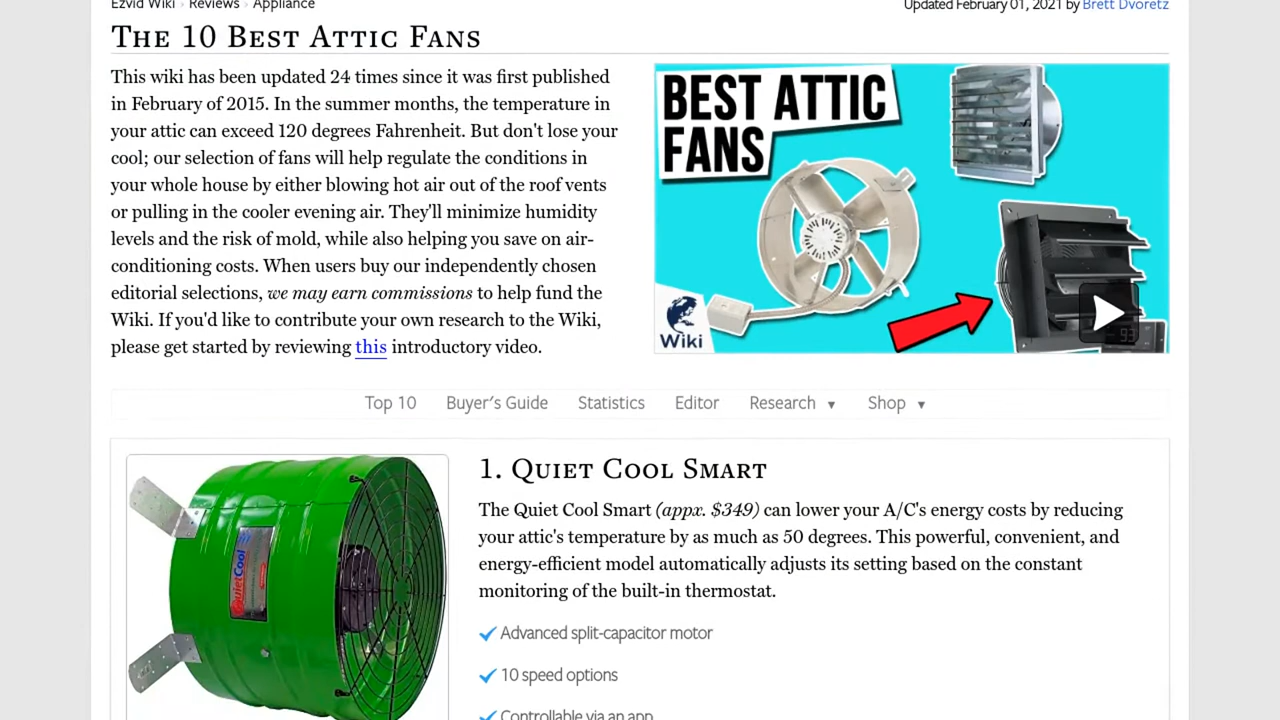 Ezvid Wiki › Reviews › Appliance
Updated February 01, 2021 by Brett Dvoretz
The 10 Best Attic Fans
This wiki has been updated 24 times since it was first published
in February of 2015. In the summer months, the temperature in
your attic can exceed 120 degrees Fahrenheit. But don't lose your
cool; our selection of fans will help regulate the conditions in
your whole house by either blowing hot air out of the roof vents
or pulling in the cooler evening air. They'll minimize humidity
levels and the risk of mold, while also helping you save on air-
conditioning costs. When users buy our independently chosen
editorial selections, we may earn commissions to help fund the
Wiki. If you'd like to contribute your own research to the Wiki,
please get started by reviewing this introductory video.
BEST ATTIC
FANS
Wiki
Top 10 Buyer's Guide Statistics Editor Research ▼ Shop ▼
1. Quiet Cool Smart
The Quiet Cool Smart (appx. $349) can lower your A/C's energy costs by reducing
your attic's temperature by as much as 50 degrees. This powerful, convenient, and
energy-efficient model automatically adjusts its setting based on the constant
monitoring of the built-in thermostat.
Advanced split-capacitor motor
10 speed options
Controllable via an app
QuietCool